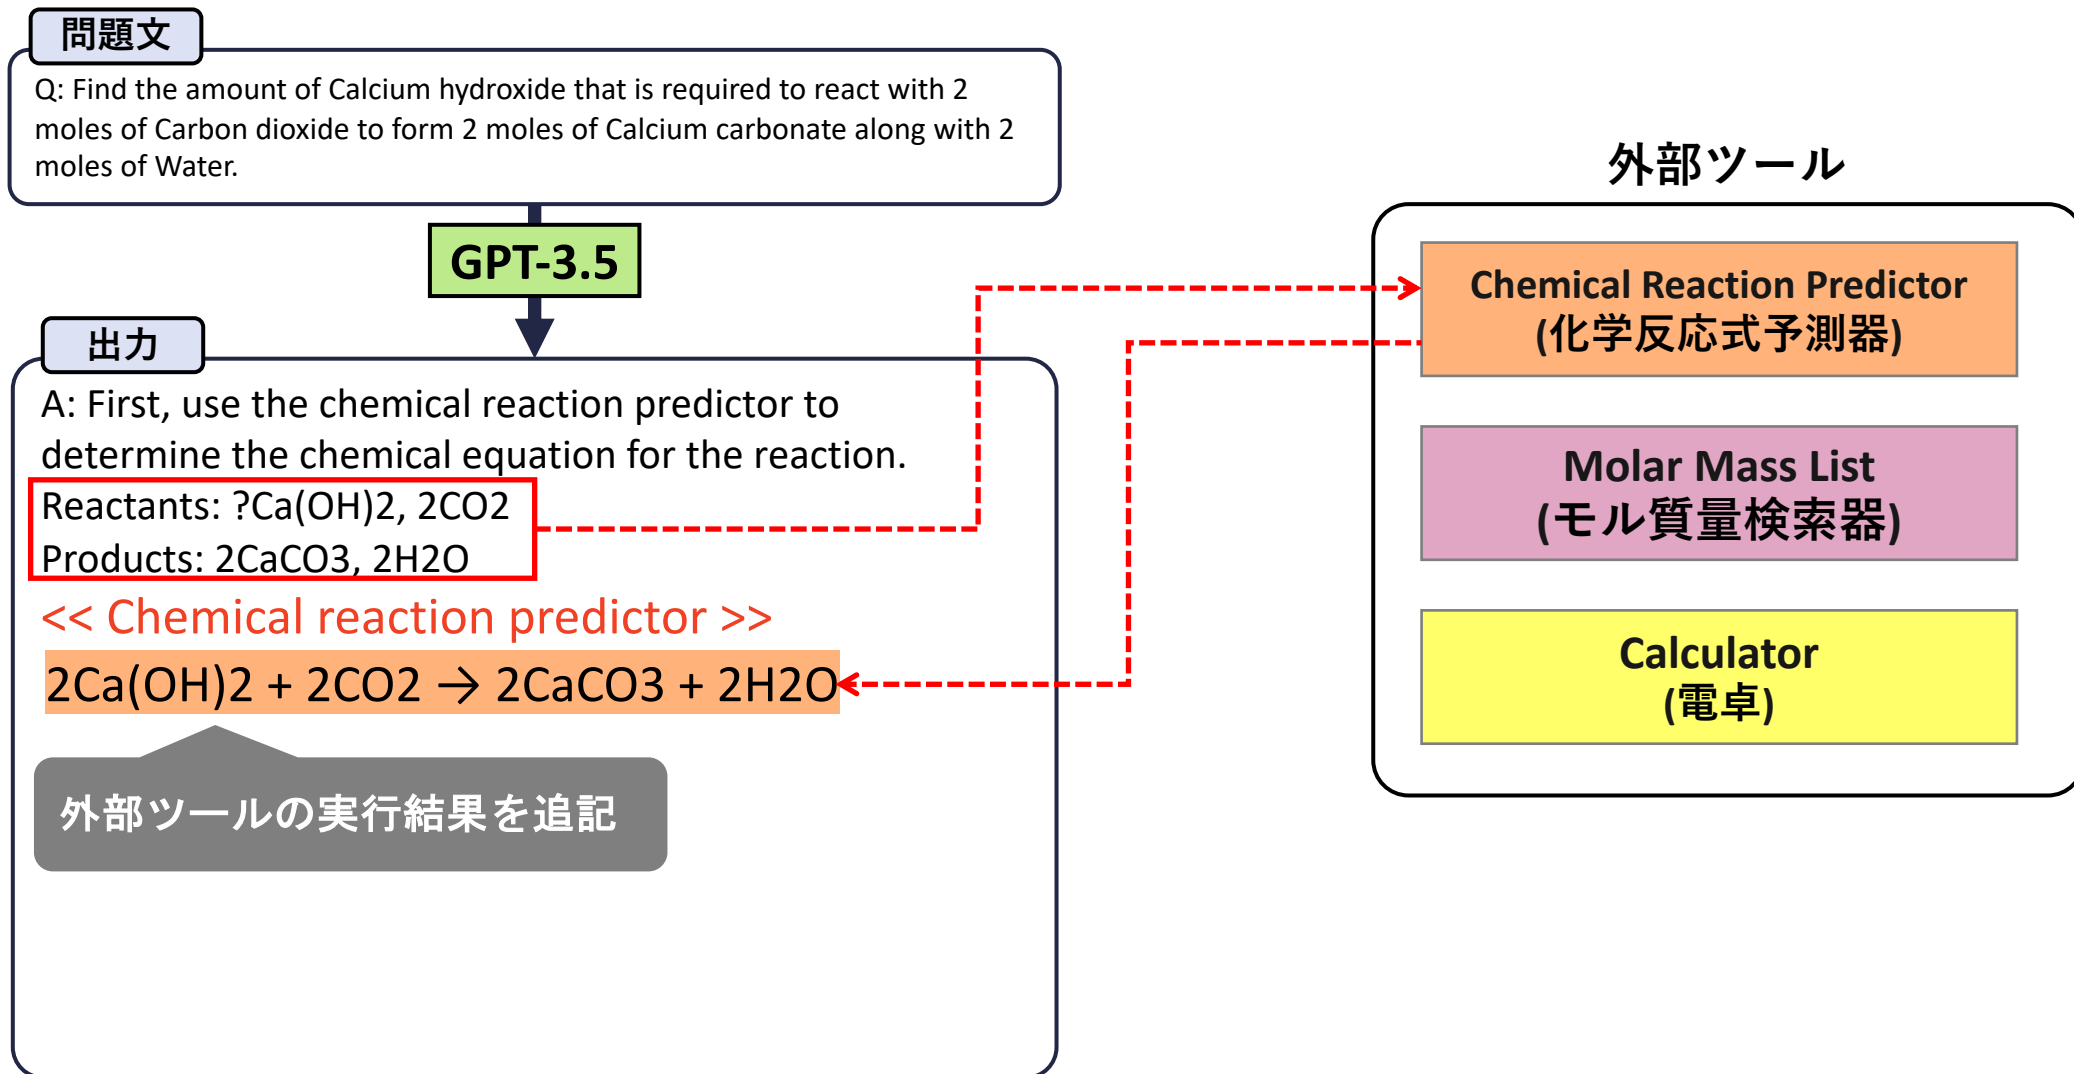 問題文
Q: Find the amount of Calcium hydroxide that is required to react with 2
moles of Carbon dioxide to form 2 moles of Calcium carbonate along with 2
moles of Water.
GPT-3.5
出力
A: First, use the chemical reaction predictor to
determine the chemical equation for the reaction.
Reactants: ?Ca(OH)2, 2CO2
Products: 2CaCO3, 2H2O
<< Chemical reaction predictor >>
2Ca(OH)2 + 2CO2 → 2CaCO3 + 2H2O
外部ツールの実行結果を追記
外部ツール
Chemical Reaction Predictor
(化学反応式予測器)
Molar Mass List
(モル質量検索器)
Calculator
(電卓)